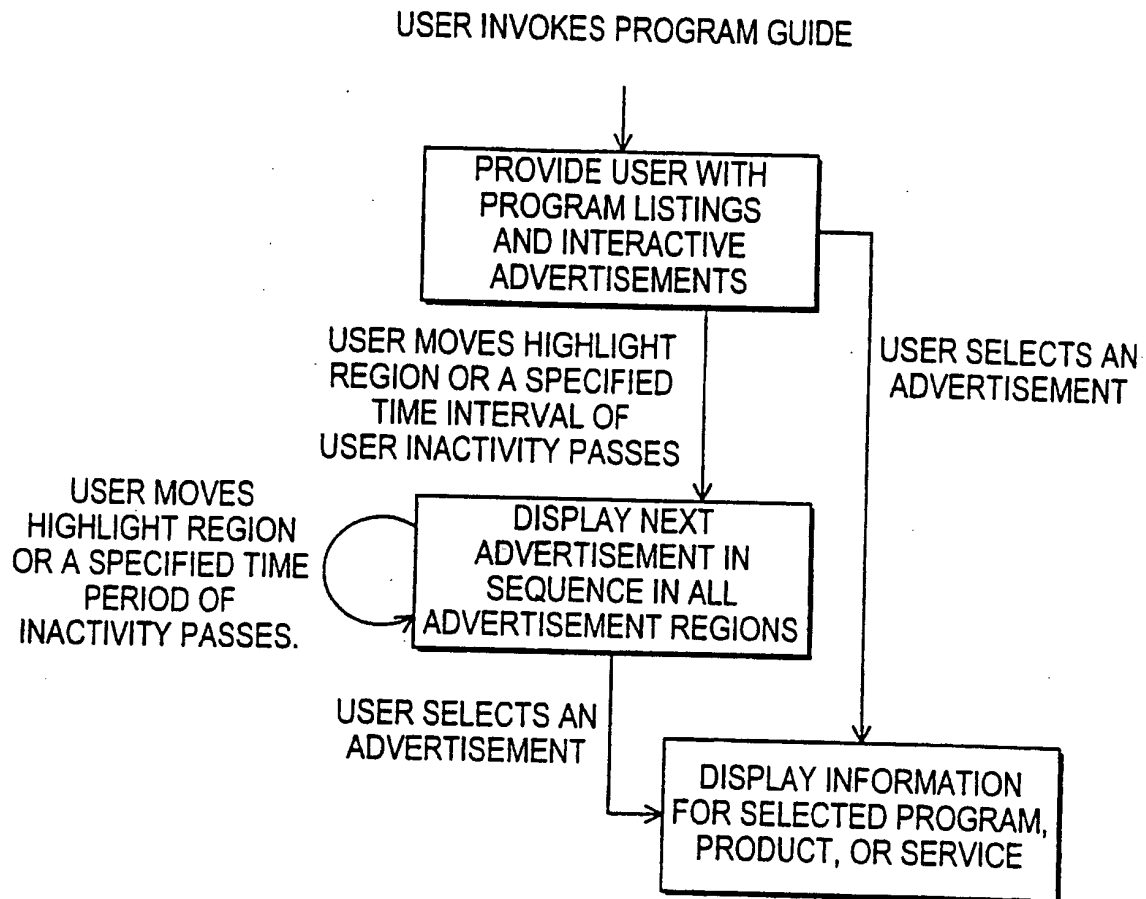 USER INVOKES PROGRAM GUIDE
PROVIDE USER WITH
PROGRAM LISTINGS
AND INTERACTIVE
ADVERTISEMENTS
USER MOVES HIGHLIGHT
REGION OR A SPECIFIED
TIME INTERVAL OF
USER INACTIVITY PASSES
USER SELECTS AN
ADVERTISEMENT
USER MOVES
HIGHLIGHT REGION
OR A SPECIFIED TIME
PERIOD OF
INACTIVITY PASSES.
DISPLAY NEXT
ADVERTISEMENT IN
SEQUENCE IN ALL
ADVERTISEMENT REGIONS
USER SELECTS AN
ADVERTISEMENT
DISPLAY INFORMATION
FOR SELECTED PROGRAM,
PRODUCT, OR SERVICE